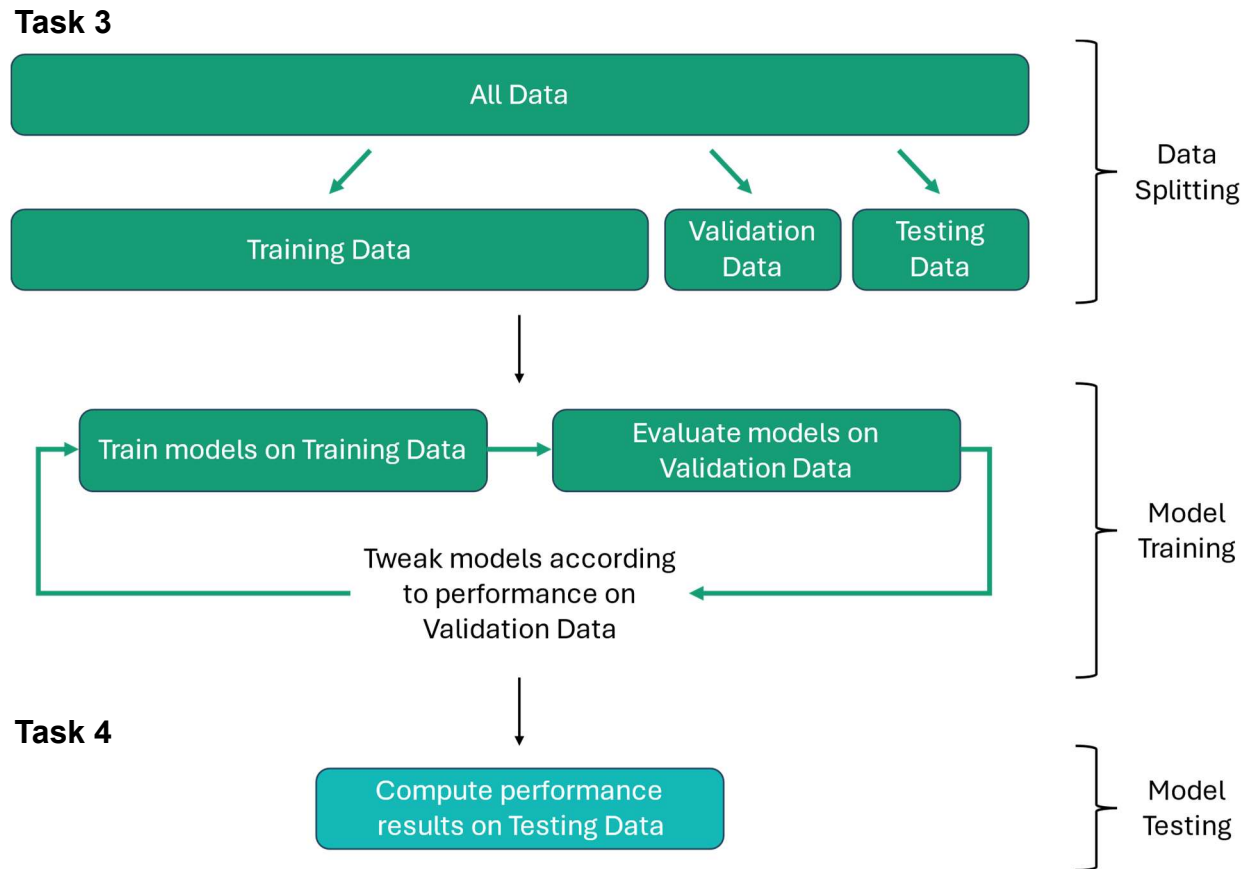 Task 3
All Data
Data
Splitting
Training Data
Validation
Data
Testing
Data
Train models on Training Data
Evaluate models on
Validation Data
Model
Training
Tweak models according
to performance on
Validation Data
Task 4
Compute performance
results on Testing Data
Model
Testing